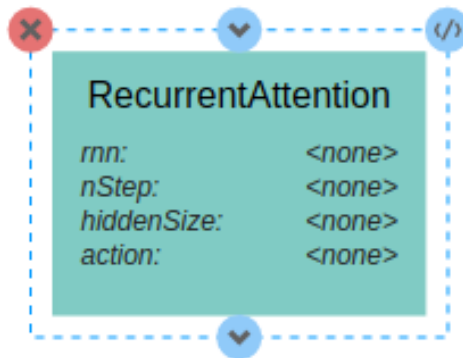 RecurrentAttention
rnn: <none>
nStep: <none>
hiddenSize: <none>
action: <none>